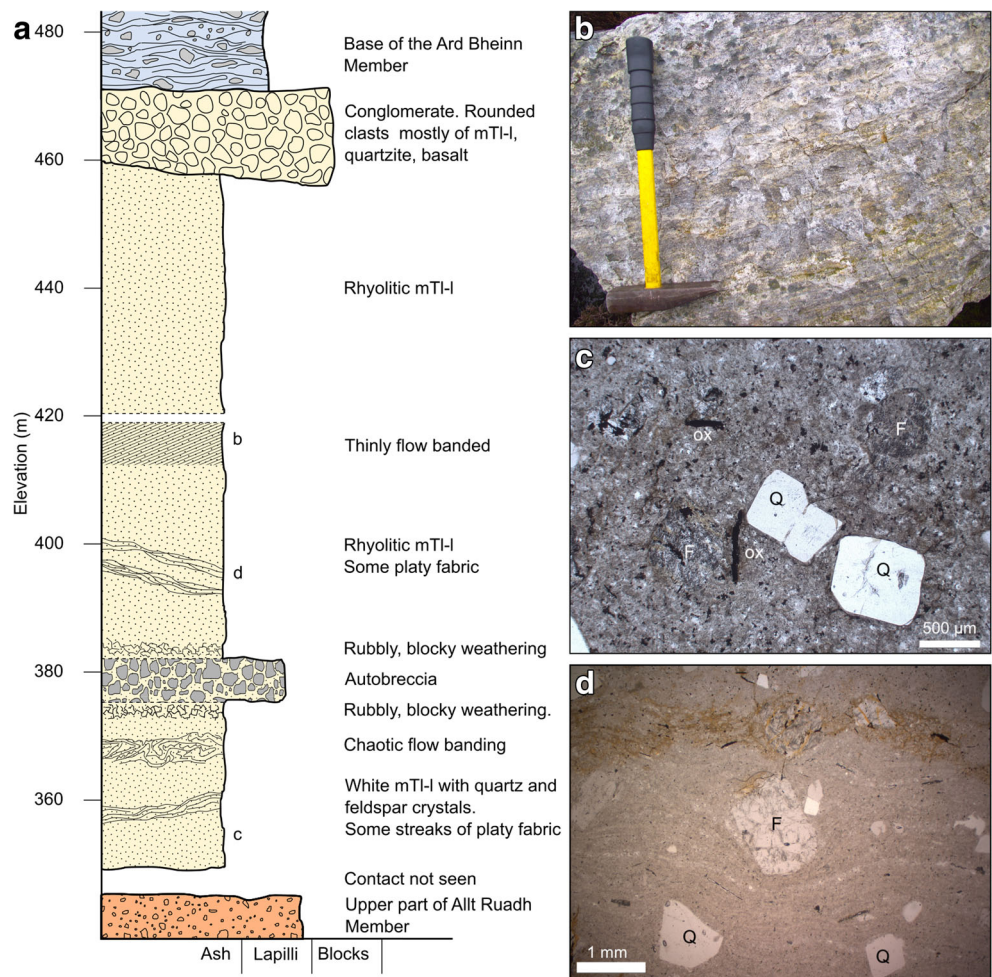 a
480
Base of the Ard Bheinn
Member
Conglomerate. Rounded
clasts mostly of mTl-l,
quartzite, basalt
460
440
Rhyolitic mTl-l
420
b
Thinly flow banded
Elevation (m)
400
Rhyolitic mTl-l
Some platy fabric
d
Rubbly, blocky weathering
380
Autobreccia
Rubbly, blocky weathering.
Chaotic flow banding
White mTl-l with quartz and
feldspar crystals.
Some streaks of platy fabric
360
c
Contact not seen
Upper part of Allt Ruadh
Member
Ash
Lapilli
Blocks
b
c
ox
F
Q
F
ox
Q
500 µm
d
F
Q
Q
1 mm